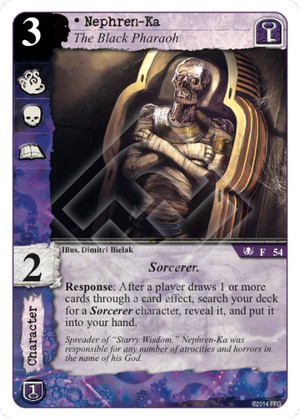 3
• Nephren-Ka
The Black Pharaoh
Illus. Dimitri Bielak
F 54
2
Character
Sorcerer.
Response: After a player draws 1 or more
cards through a card effect, search your deck
for a Sorcerer character, reveal it, and put it
into your hand.
Spreader of "Starry Wisdom," Nephren-Ka was
responsible for any number of atrocities and horrors in
the name of his God.
1
©2014 FFG